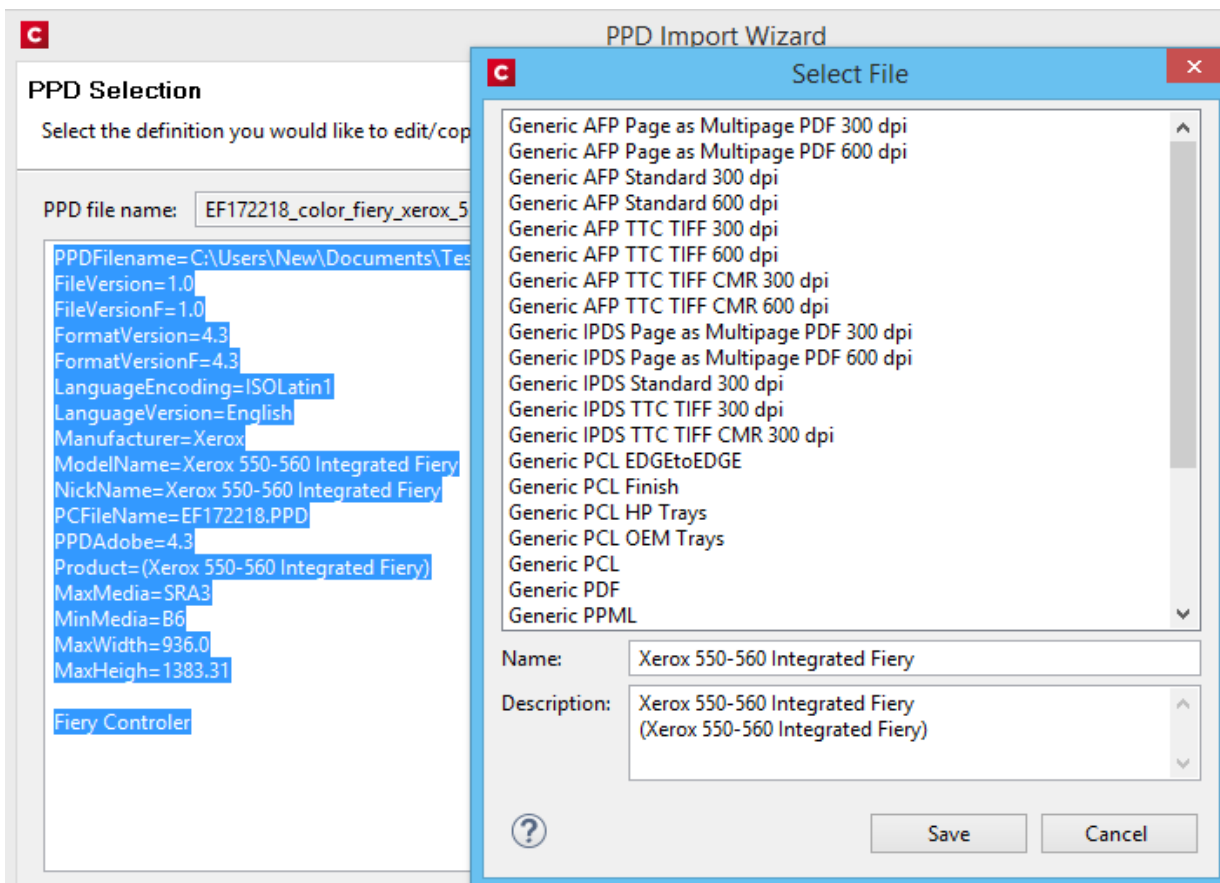 C
PPD Import Wizard
PPD Selection
Select the definition you would like to edit/cop
PPD file name: EF172218_color_fiery_xerox_5
PPDFilename=C:\Users\New\Documents\Tes
FileVersion=1.0
FileVersionF=1.0
FormatVersion=4.3
FormatVersionF=4.3
LanguageEncoding=ISOLatin1
LanguageVersion=English
Manufacturer=Xerox
ModelName=Xerox 550-560 Integrated Fiery
NickName=Xerox 550-560 Integrated Fiery
PCFileName=EF172218.PPD
PPDAdobe=4.3
Product=(Xerox 550-560 Integrated Fiery)
MaxMedia=SRA3
MinMedia=B6
MaxWidth=936.0
MaxHeigh=1383.31
Fiery Controler
C
Select File
Generic AFP Page as Multipage PDF 300 dpi
Generic AFP Page as Multipage PDF 600 dpi
Generic AFP Standard 300 dpi
Generic AFP Standard 600 dpi
Generic AFP TTC TIFF 300 dpi
Generic AFP TTC TIFF 600 dpi
Generic AFP TTC TIFF CMR 300 dpi
Generic AFP TTC TIFF CMR 600 dpi
Generic IPDS Page as Multipage PDF 300 dpi
Generic IPDS Page as Multipage PDF 600 dpi
Generic IPDS Standard 300 dpi
Generic IPDS TTC TIFF 300 dpi
Generic IPDS TTC TIFF CMR 300 dpi
Generic PCL EDGEtoEDGE
Generic PCL Finish
Generic PCL HP Trays
Generic PCL OEM Trays
Generic PCL
Generic PDF
Generic PPML
Name: Xerox 550-560 Integrated Fiery
Description: Xerox 550-560 Integrated Fiery
(Xerox 550-560 Integrated Fiery)
?
Save
Cancel